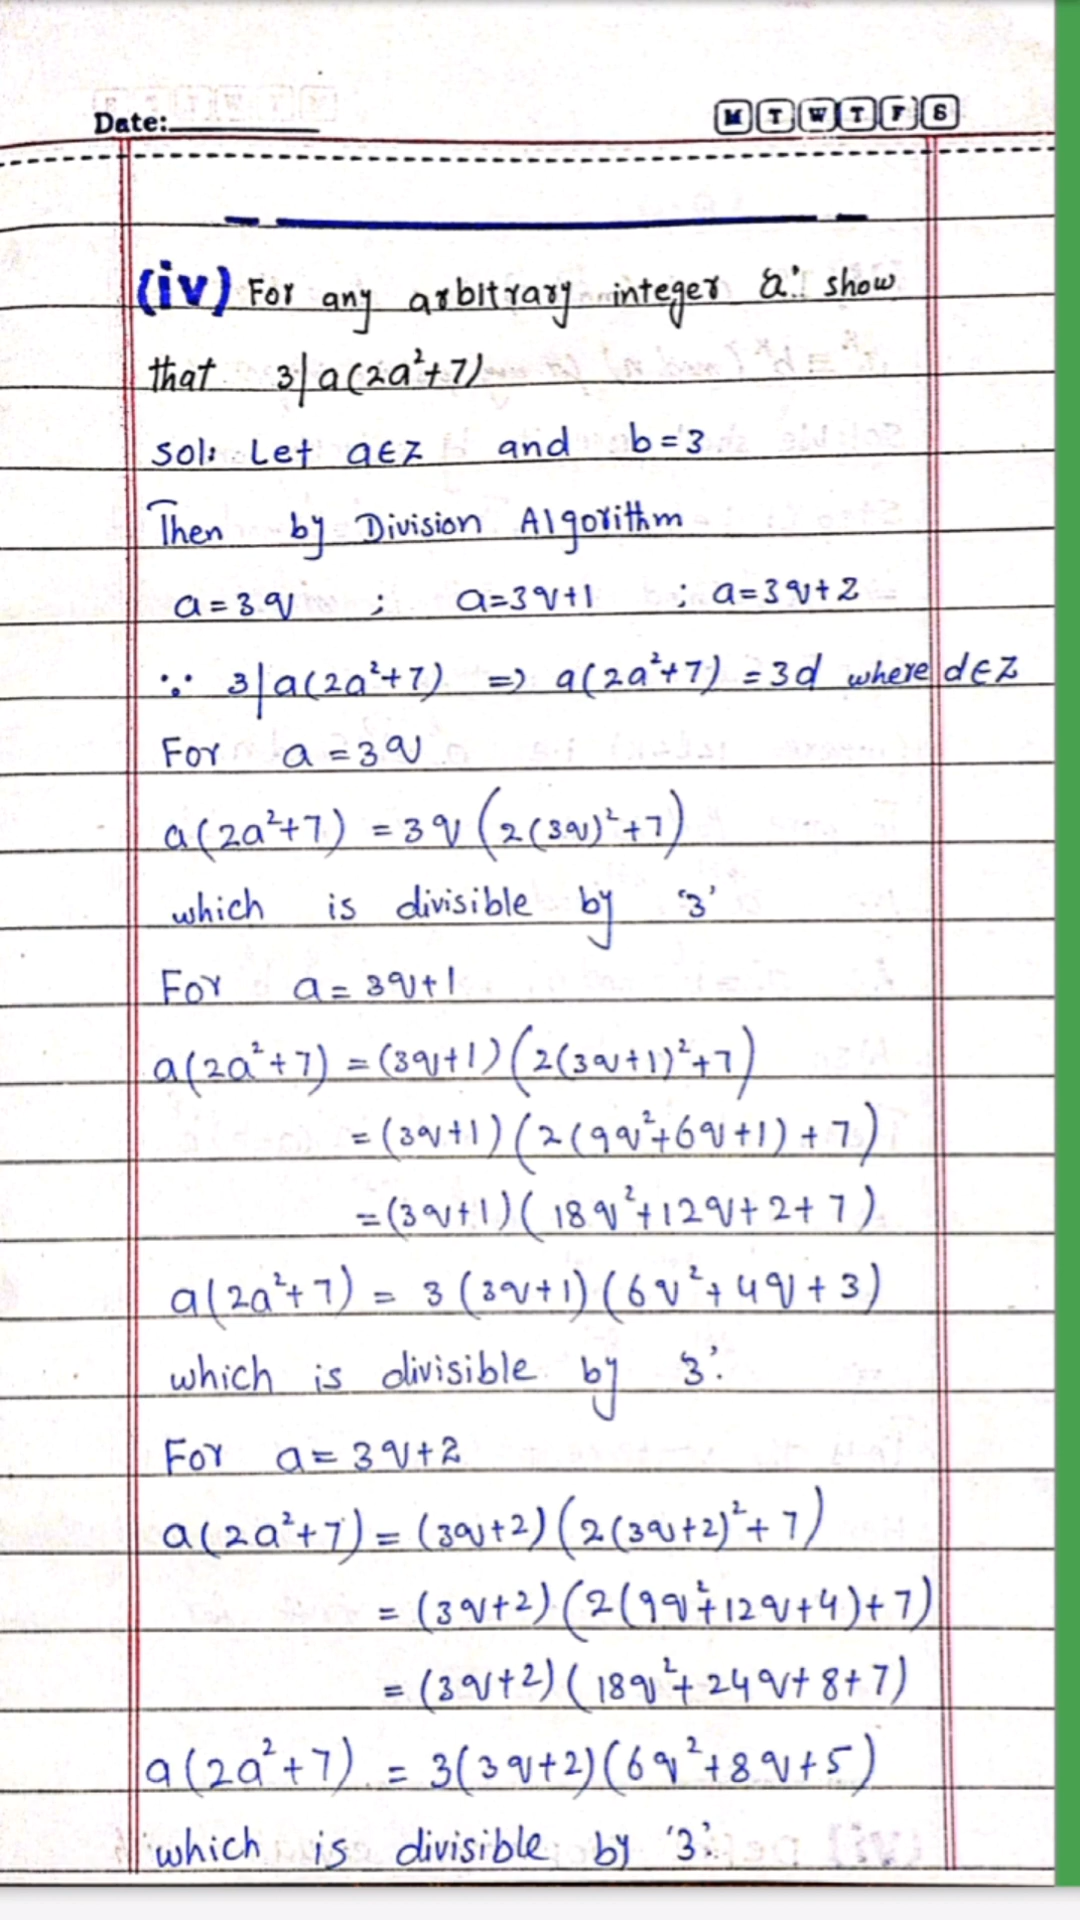 Date:
M T W T F S
(iv) For any arbitrary integer 'a'. show
that 3|a(2a²+7)
Sol: Let a∈Z and b=3
Then by Division Algorithm
a=3q ; a=3q+1 ; a=3q+2
∵ 3|a(2a²+7) ⇒ a(2a²+7) = 3d where d∈Z
For a=3q
a(2a²+7) = 3q(2(3q)²+7)
which is divisible by '3'
For a=3q+1
a(2a²+7) = (3q+1)(2(3q+1)²+7)
= (3q+1)(2(9q²+6q+1)+7)
= (3q+1)(18q²+12q+2+7)
a(2a²+7) = 3(3q+1)(6q²+4q+3)
which is divisible by 3'.
For a=3q+2
a(2a²+7) = (3q+2)(2(3q+2)²+7)
= (3q+2)(2(9q²+12q+4)+7)
= (3q+2)(18q²+24q+8+7)
a(2a²+7) = 3(3q+2)(6q²+8q+5)
which is divisible by '3'.